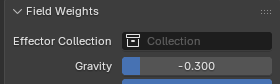 Field Weights
Effector Collection Collection
Gravity -0.300